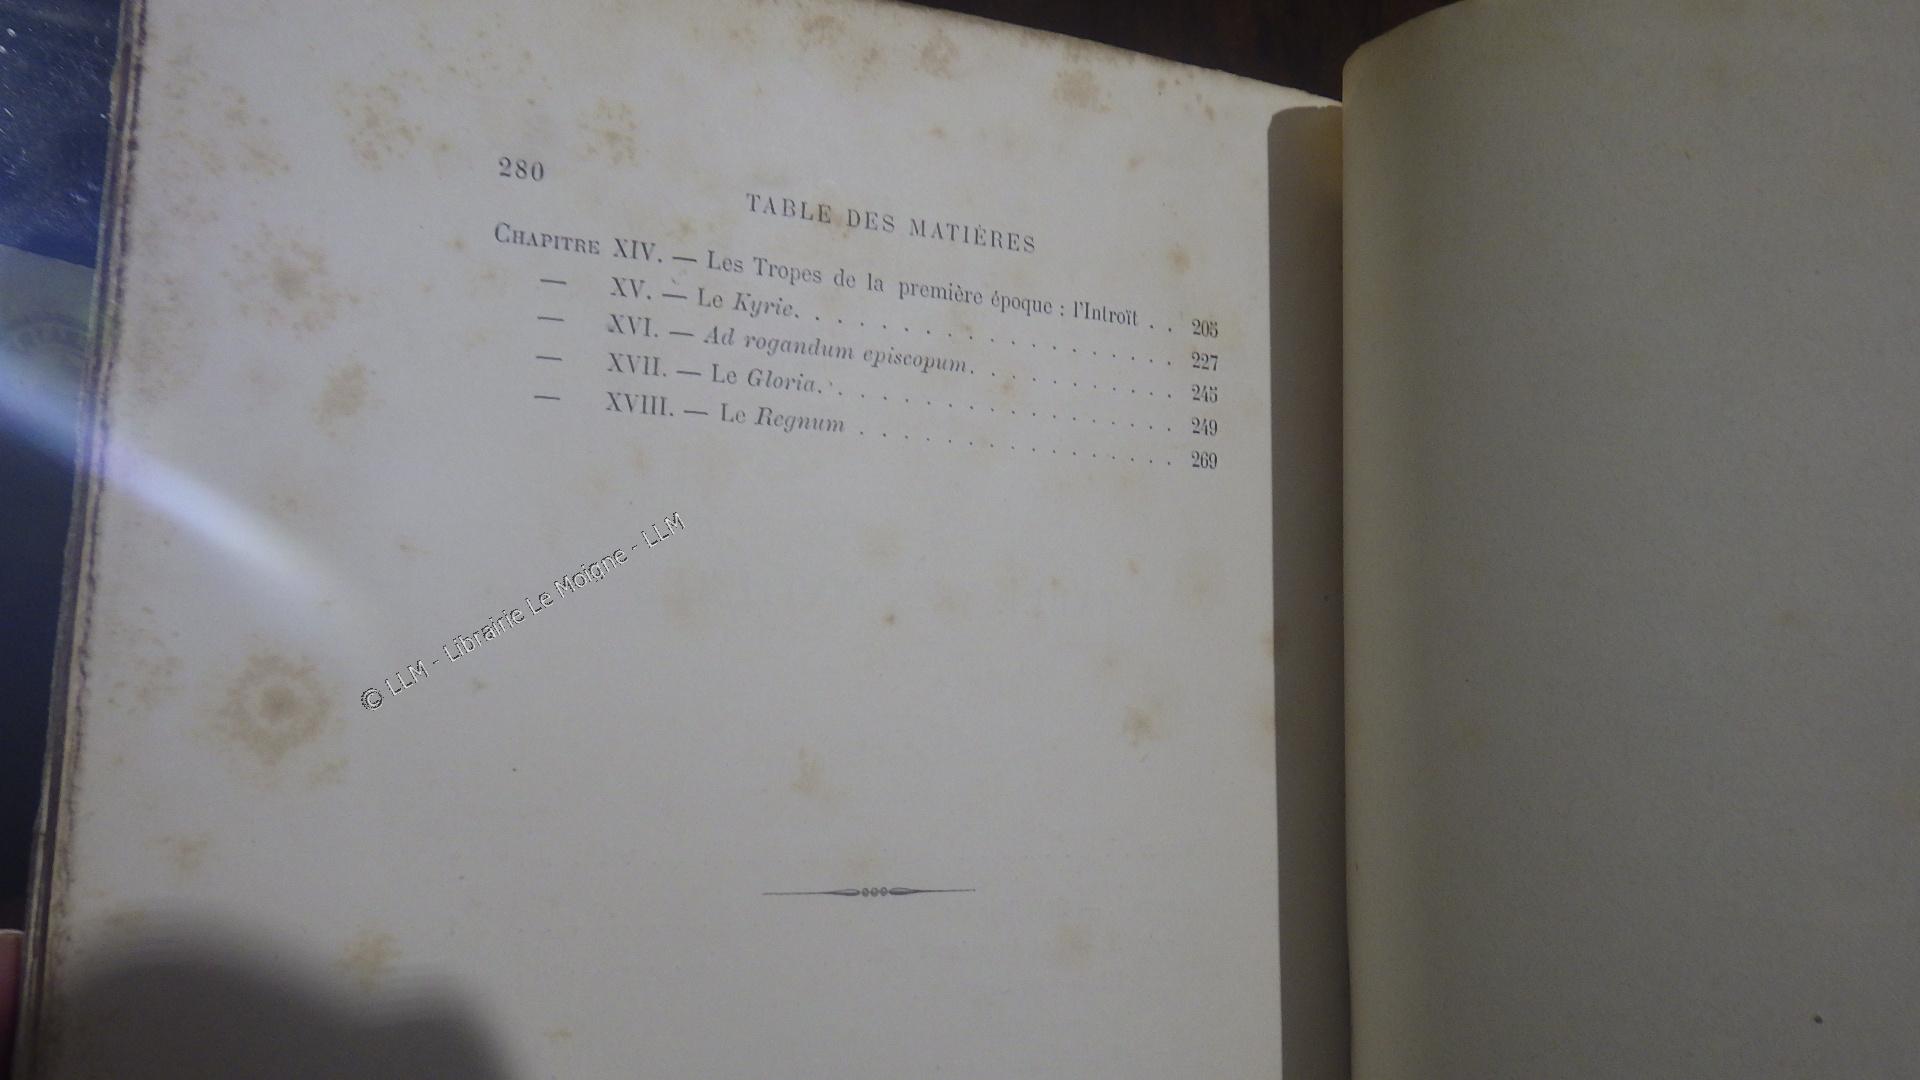 280
TABLE DES MATIÈRES
CHAPITRE XIV. — Les Tropes de la première époque : l'Introït . . 205
— XV. — Le Kyrie. . . . . . . . . . . . . . . . . . 227
— XVI. — Ad rogandum episcopum. . . . . . . . . . . 245
— XVII. — Le Gloria. . . . . . . . . . . . . . . . . 249
— XVIII. — Le Regnum . . . . . . . . . . . . . . . 269
© LLM - Librairie Le Moigne - LLM